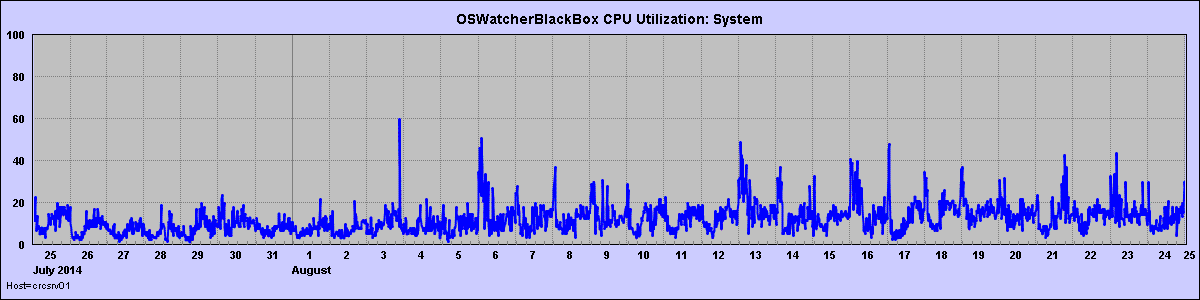 OSWatcherBlackBox CPU Utilization: System
100
80
60
40
20
0
25 26 27 28 29 30 31 1 2 3 4 5 6 7 8 9 10 11 12 13 14 15 16 17 18 19 20 21 22 23 24 25
July 2014 August
Host=crcsrv01